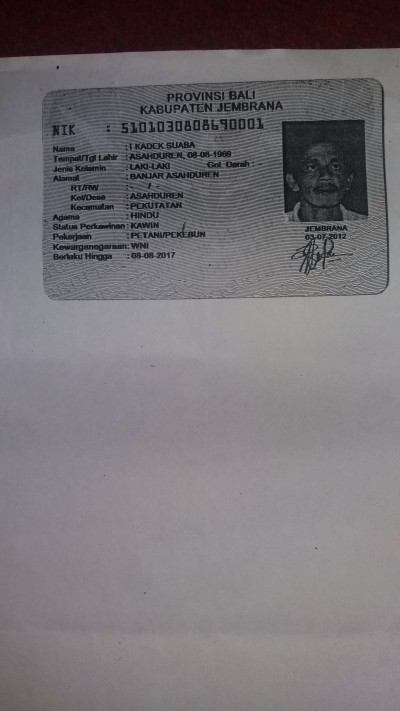 PROVINSI BALI
KABUPATEN JEMBRANA
NIK : 5101030808690001
Nama : I KADEK SUABA
Tempat/Tgl Lahir : ASAHDUREN, 08-08-1969
Jenis Kelamin : LAKI-LAKI Gol. Darah : -
Alamat : BANJAR ASAHDUREN
RT/RW : - /
Kel/Desa : ASAHDUREN
Kecamatan : PEKUTATAN
Agama : HINDU
Status Perkawinan: KAWIN
Pekerjaan : PETANI/PEKEBUN
Kewarganegaraan: WNI
Berlaku Hingga : 08-08-2017
JEMBRANA
03-07-2012